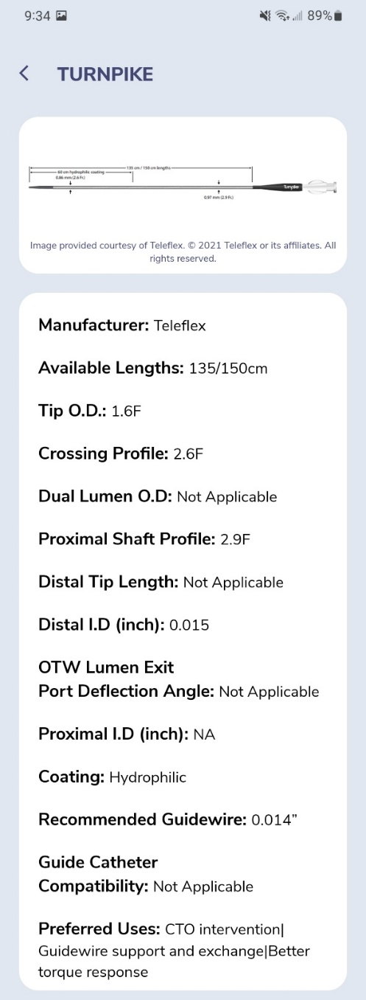 9:34 89%
TURNPIKE
135 cm / 150 cm lengths
60 cm hydrophilic coating
0.86 mm (2.6 Fr.)
Turnpike
0.97 mm (2.9 Fr.)
Image provided courtesy of Teleflex. © 2021 Teleflex or its affiliates. All
rights reserved.
Manufacturer: Teleflex
Available Lengths: 135/150cm
Tip O.D.: 1.6F
Crossing Profile: 2.6F
Dual Lumen O.D: Not Applicable
Proximal Shaft Profile: 2.9F
Distal Tip Length: Not Applicable
Distal I.D (inch): 0.015
OTW Lumen Exit
Port Deflection Angle: Not Applicable
Proximal I.D (inch): NA
Coating: Hydrophilic
Recommended Guidewire: 0.014”
Guide Catheter
Compatibility: Not Applicable
Preferred Uses: CTO intervention|
Guidewire support and exchange|Better
torque response